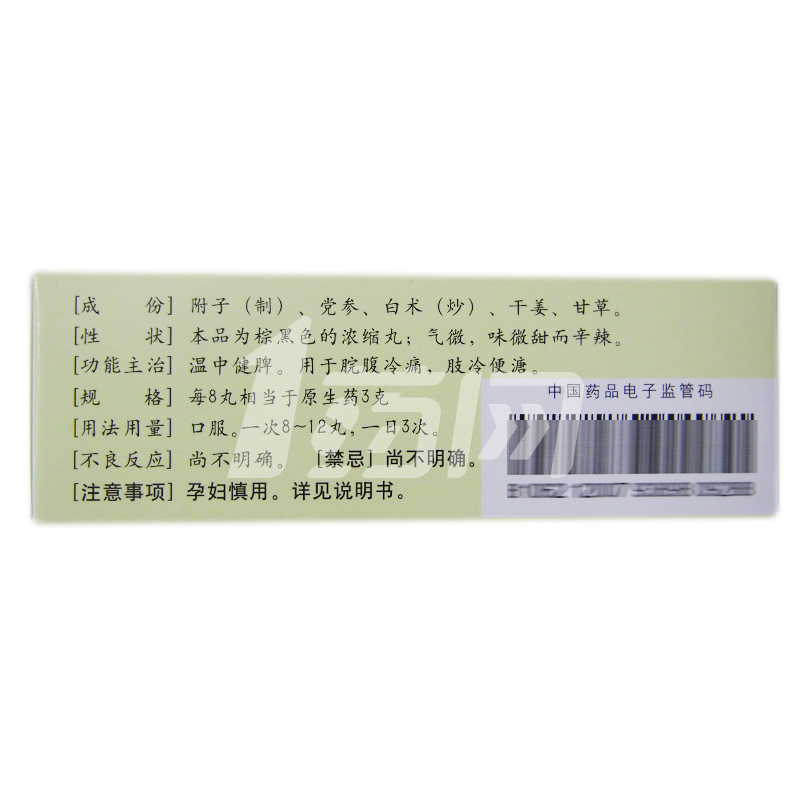 [成 份] 附子（制）、党参、白术（炒）、干姜、甘草。
[性 状] 本品为棕黑色的浓缩丸；气微，味微甜而辛辣。
[功能主治] 温中健脾。用于脘腹冷痛，肢冷便溏。
[规 格] 每8丸相当于原生药3克
[用法用量] 口服。一次8~12丸，一日3次。
[不良反应] 尚不明确。 [禁忌] 尚不明确。
[注意事项] 孕妇慎用。详见说明书。
中国药品电子监管码
1药网